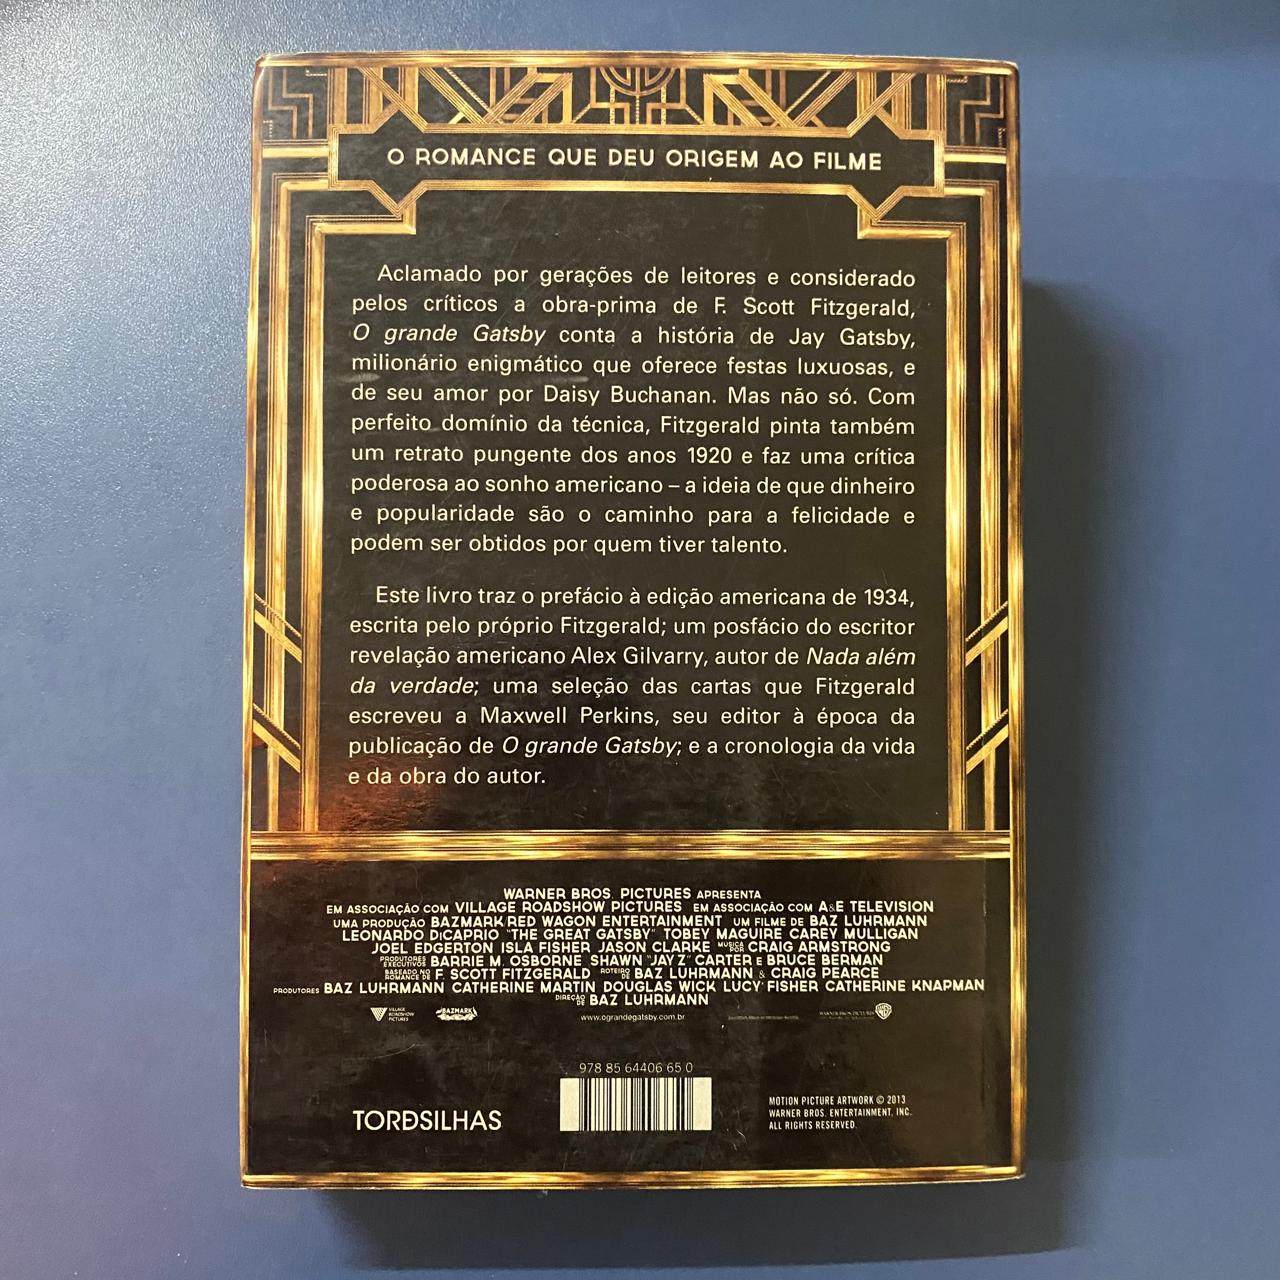 O ROMANCE QUE DEU ORIGEM AO FILME
Aclamado por gerações de leitores e considerado
pelos críticos a obra-prima de F. Scott Fitzgerald,
O grande Gatsby conta a história de Jay Gatsby,
milionário enigmático que oferece festas luxuosas, e
de seu amor por Daisy Buchanan. Mas não só. Com
perfeito domínio da técnica, Fitzgerald pinta também
um retrato pungente dos anos 1920 e faz uma crítica
poderosa ao sonho americano – a ideia de que dinheiro
e popularidade são o caminho para a felicidade e
podem ser obtidos por quem tiver talento.
Este livro traz o prefácio à edição americana de 1934,
escrita pelo próprio Fitzgerald; um posfácio do escritor
revelação americano Alex Gilvarry, autor de Nada além
da verdade; uma seleção das cartas que Fitzgerald
escreveu a Maxwell Perkins, seu editor à época da
publicação de O grande Gatsby; e a cronologia da vida
e da obra do autor.
WARNER BROS. PICTURES APRESENTA
EM ASSOCIAÇÃO COM VILLAGE ROADSHOW PICTURES EM ASSOCIAÇÃO COM A&E TELEVISION
UMA PRODUÇÃO BAZMARK/RED WAGON ENTERTAINMENT UM FILME DE BAZ LUHRMANN
LEONARDO DiCAPRIO "THE GREAT GATSBY" TOBEY MAGUIRE CAREY MULLIGAN
JOEL EDGERTON ISLA FISHER JASON CLARKE MÚSICA POR CRAIG ARMSTRONG
PRODUTORES EXECUTIVOS BARRIE M. OSBORNE SHAWN "JAY Z" CARTER E BRUCE BERMAN
BASEADO NO ROMANCE DE F. SCOTT FITZGERALD ROTEIRO DE BAZ LUHRMANN & CRAIG PEARCE
PRODUTORES BAZ LUHRMANN CATHERINE MARTIN DOUGLAS WICK LUCY FISHER CATHERINE KNAPMAN
DIREÇÃO DE BAZ LUHRMANN
VILLAGE ROADSHOW PICTURES BAZMARK www.ograndegatsby.com.br WARNER BROS. PICTURES
978 85 64406 65 0
TORDSILHAS
MOTION PICTURE ARTWORK © 2013
WARNER BROS. ENTERTAINMENT, INC.
ALL RIGHTS RESERVED.